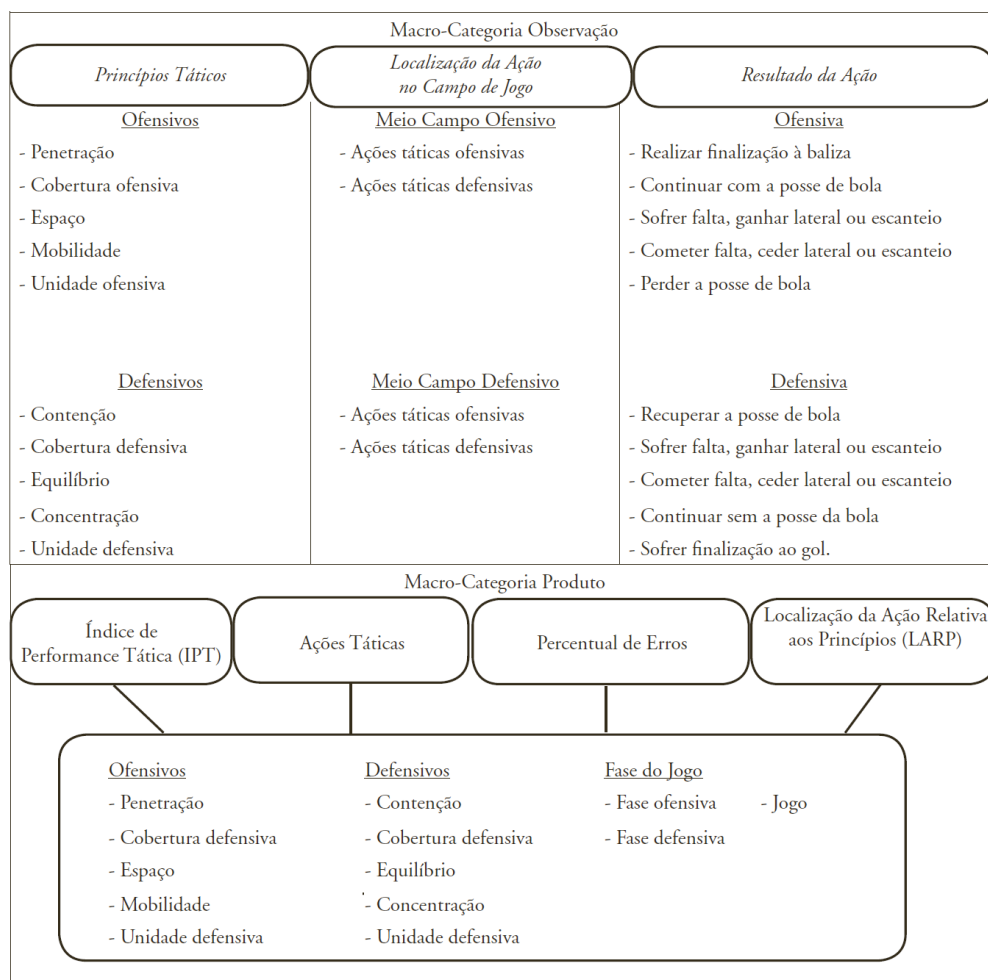 Macro-Categoria Observação
Princípios Táticos
Localização da Ação
no Campo de Jogo
Resultado da Ação
Ofensivos
- Penetração
- Cobertura ofensiva
- Espaço
- Mobilidade
- Unidade ofensiva
Meio Campo Ofensivo
- Ações táticas ofensivas
- Ações táticas defensivas
Ofensiva
- Realizar finalização à baliza
- Continuar com a posse de bola
- Sofrer falta, ganhar lateral ou escanteio
- Cometer falta, ceder lateral ou escanteio
- Perder a posse de bola
Defensivos
- Contenção
- Cobertura defensiva
- Equilíbrio
- Concentração
- Unidade defensiva
Meio Campo Defensivo
- Ações táticas ofensivas
- Ações táticas defensivas
Defensiva
- Recuperar a posse de bola
- Sofrer falta, ganhar lateral ou escanteio
- Cometer falta, ceder lateral ou escanteio
- Continuar sem a posse da bola
- Sofrer finalização ao gol.
Macro-Categoria Produto
Índice de
Performance Tática (IPT)
Ações Táticas
Percentual de Erros
Localização da Ação Relativa
aos Princípios (LARP)
Ofensivos
- Penetração
- Cobertura defensiva
- Espaço
- Mobilidade
- Unidade defensiva
Defensivos
- Contenção
- Cobertura defensiva
- Equilíbrio
- Concentração
- Unidade defensiva
Fase do Jogo
- Fase ofensiva - Jogo
- Fase defensiva